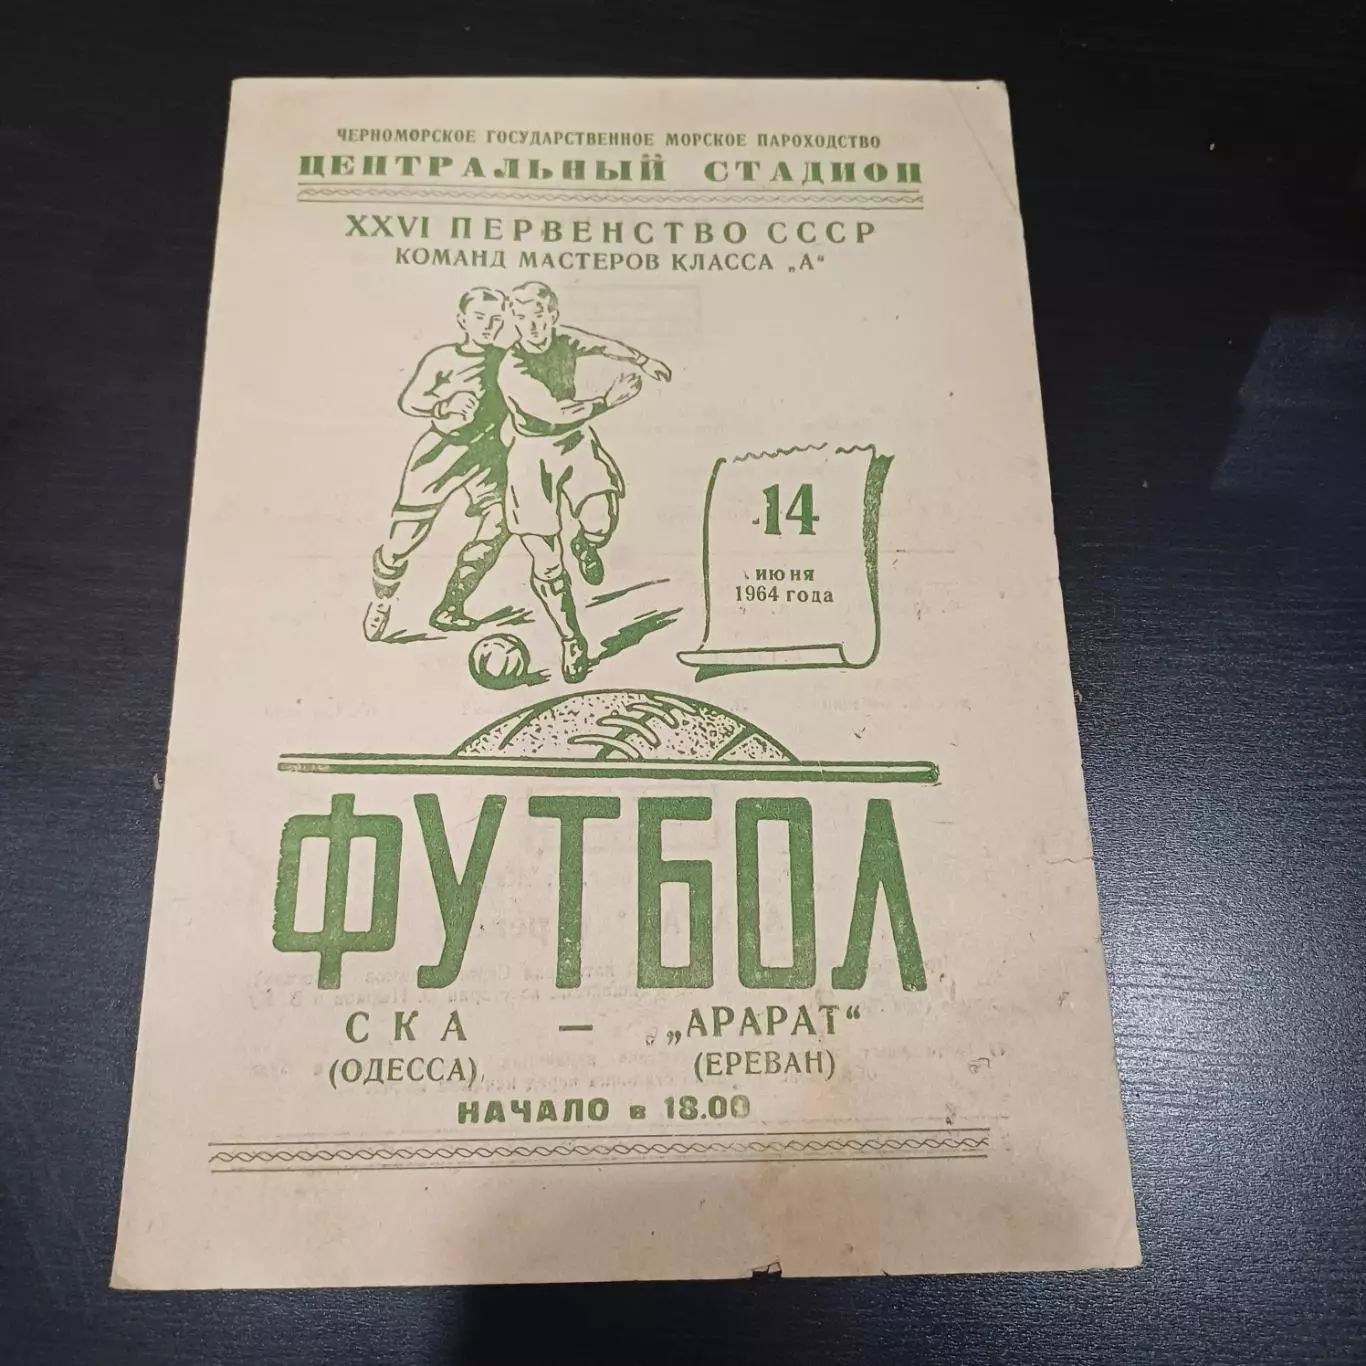 ЧЕРНОМОРСКОЕ ГОСУДАРСТВЕННОЕ МОРСКОЕ ПАРОХОДСТВО
ЦЕНТРАЛЬНЫЙ СТАДИОН
XXVI ПЕРВЕНСТВО СССР
КОМАНД МАСТЕРОВ КЛАССА „А“
14
июня
1964 года
ФУТБОЛ
СКА — „АРАРАТ“
(ОДЕССА) (ЕРЕВАН)
НАЧАЛО в 18.00